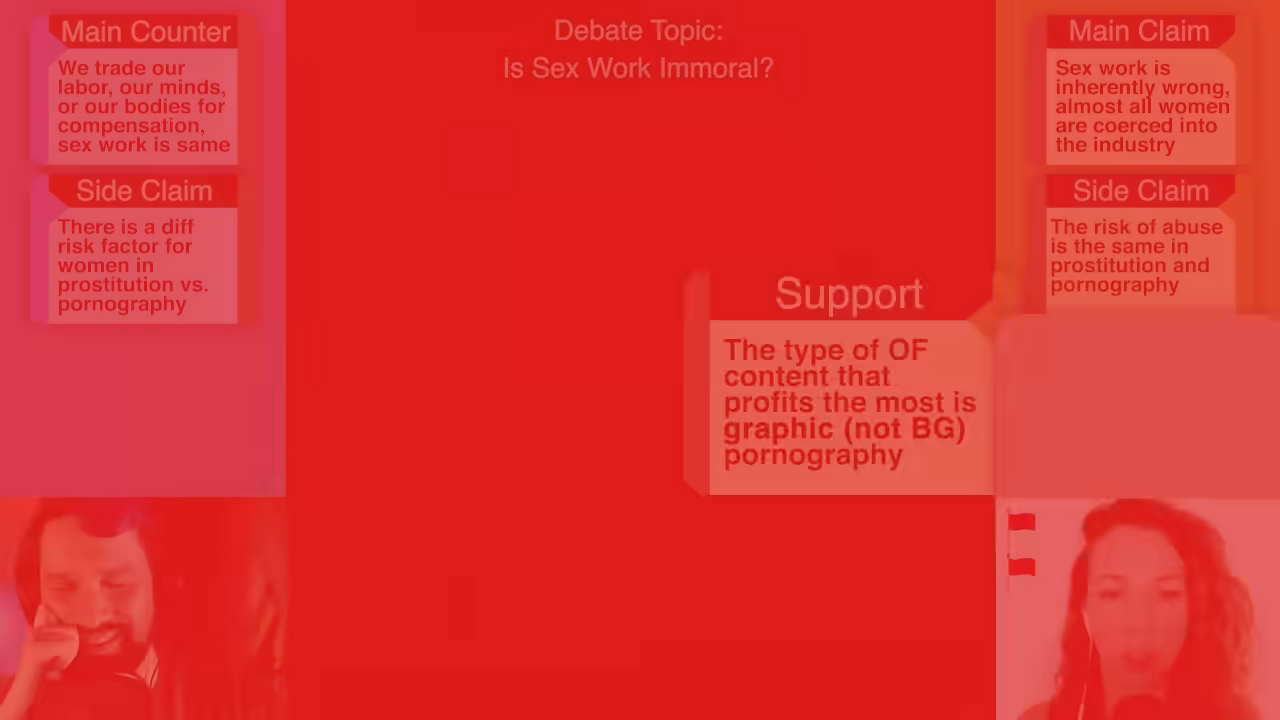 Debate Topic:
Is Sex Work Immoral?
Main Counter
We trade our
labor, our minds,
or our bodies for
compensation,
sex work is same
Side Claim
There is a diff
risk factor for
women in
prostitution vs.
pornography
Main Claim
Sex work is
inherently wrong,
almost all women
are coerced into
the industry
Side Claim
The risk of abuse
is the same in
prostitution and
pornography
Support
The type of OF
content that
profits the most is
graphic (not BG)
pornography